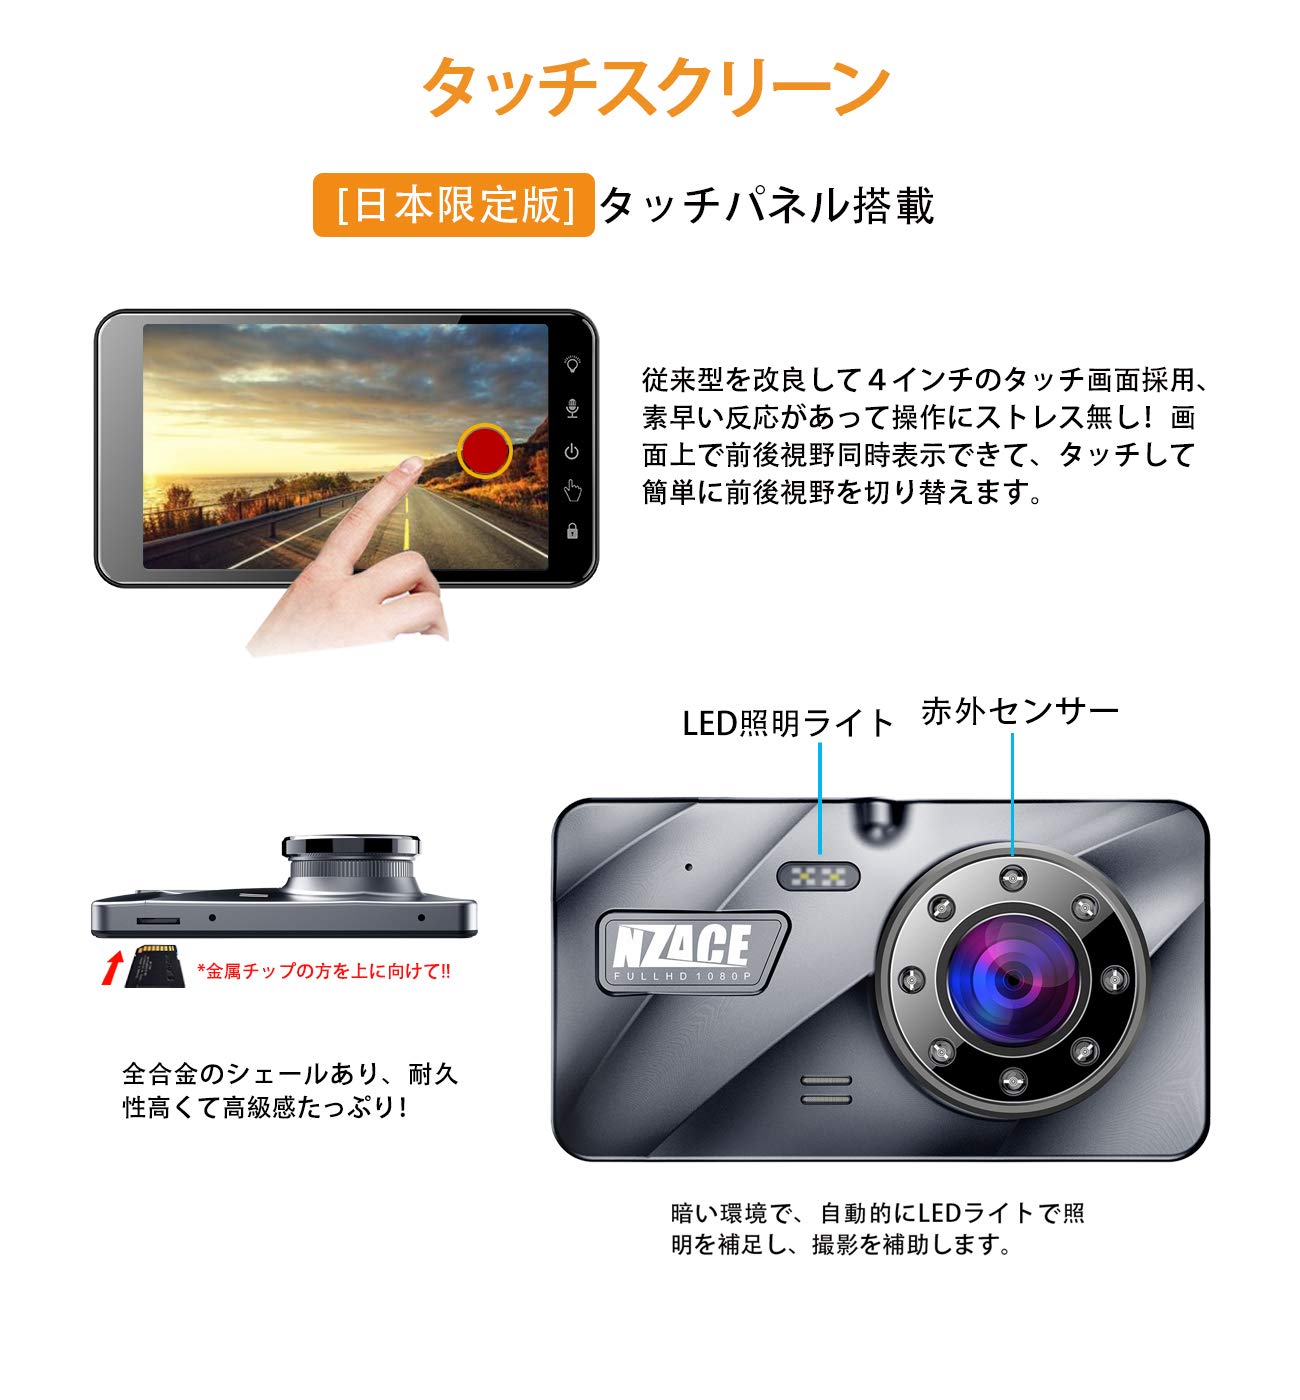 タッチスクリーン
[日本限定版] タッチパネル搭載
従来型を改良して４インチのタッチ画面採用、
素早い反応があって操作にストレス無し！画
面上で前後視野同時表示できて、タッチして
簡単に前後視野を切り替えます。
LED照明ライト
赤外センサー
NZACE
FULLHD1080P
*金属チップの方を上に向けて!!
全合金のシェールあり、耐久
性高くて高級感たっぷり！
暗い環境で、自動的にLEDライトで照
明を補足し、撮影を補助します。